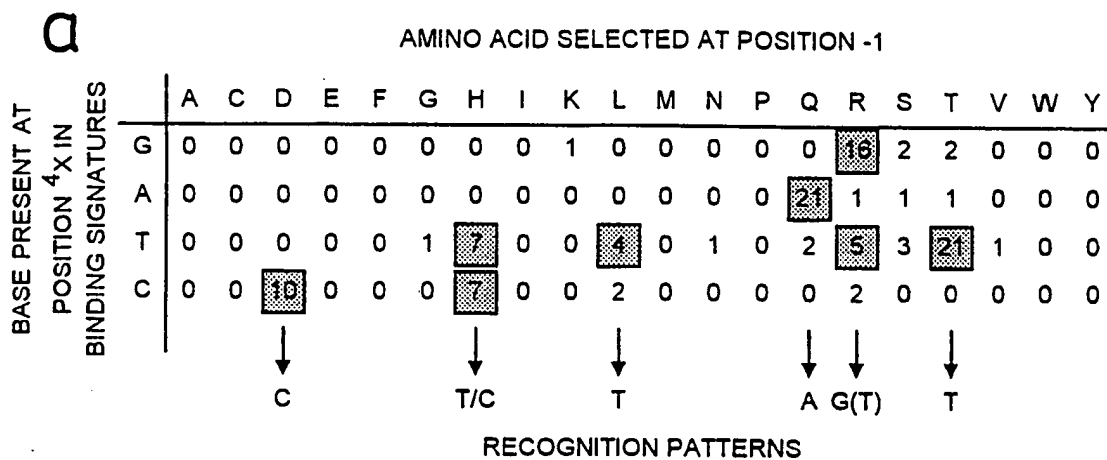 a
AMINO ACID SELECTED AT POSITION -1
BASE PRESENT AT
POSITION ⁴X IN
BINDING SIGNATURES
A C D E F G H I K L M N P Q R S T V W Y
G 0 0 0 0 0 0 0 0 1 0 0 0 0 0 16 2 2 0 0 0
A 0 0 0 0 0 0 0 0 0 0 0 0 0 21 1 1 1 0 0 0
T 0 0 0 0 0 1 7 0 0 4 0 1 0 2 5 3 21 1 0 0
C 0 0 10 0 0 0 7 0 0 2 0 0 0 0 2 0 0 0 0 0
C T/C T A G(T) T
RECOGNITION PATTERNS